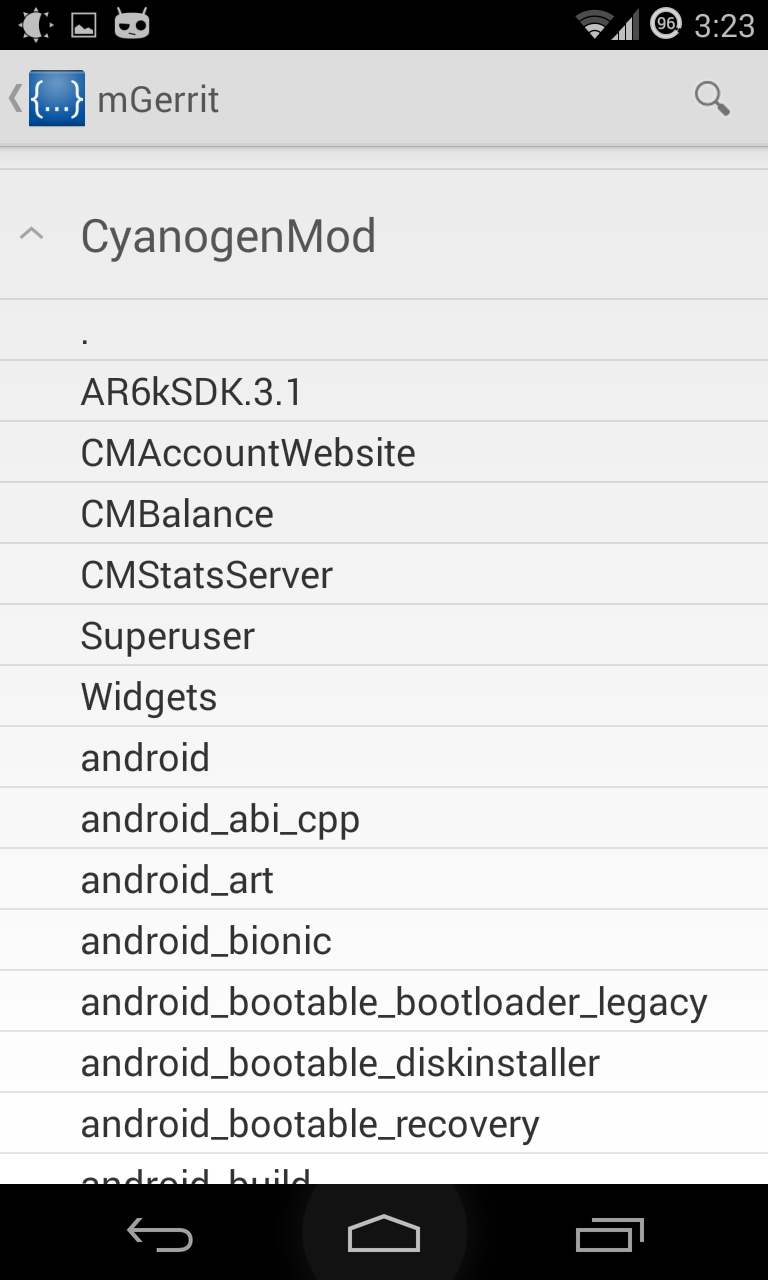 96 3:23
{...} mGerrit
CyanogenMod
.
AR6kSDK.3.1
CMAccountWebsite
CMBalance
CMStatsServer
Superuser
Widgets
android
android_abi_cpp
android_art
android_bionic
android_bootable_bootloader_legacy
android_bootable_diskinstaller
android_bootable_recovery
android_build